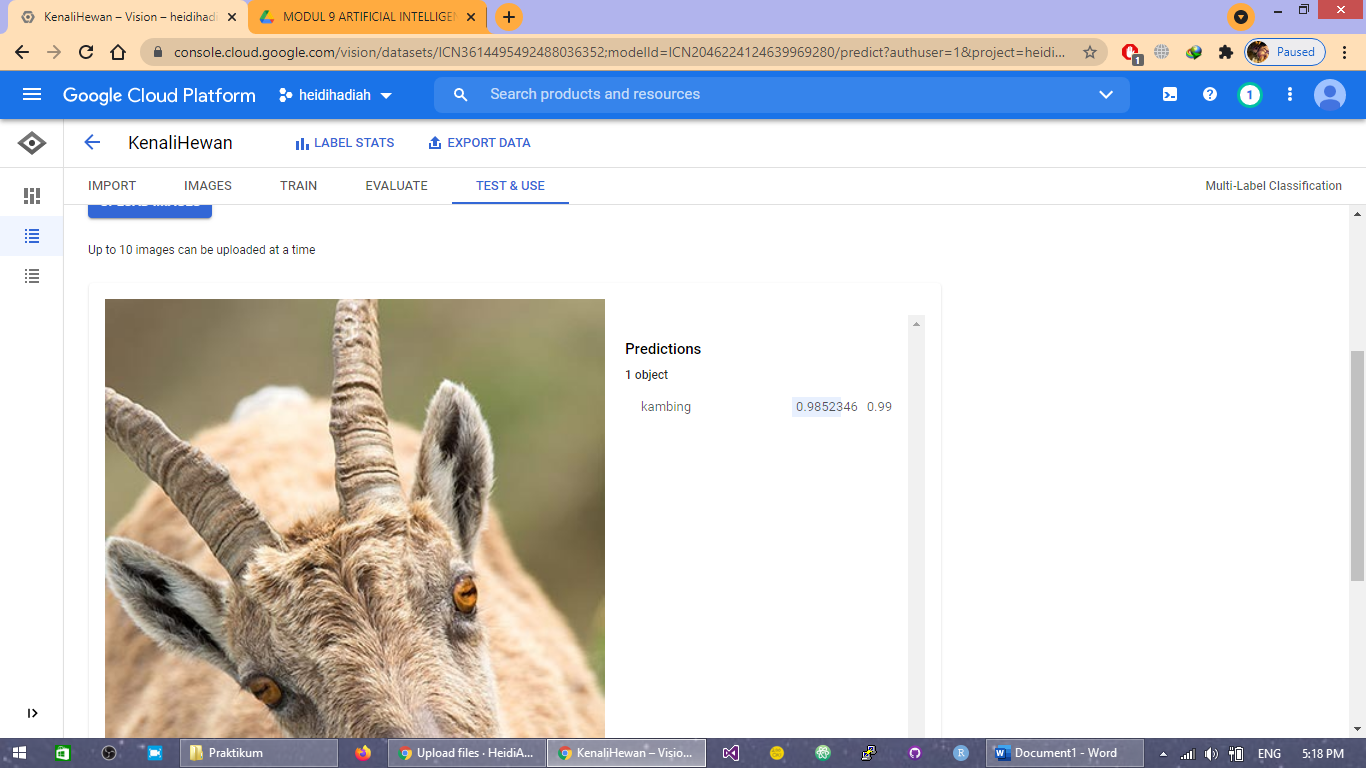 KenaliHewan – Vision – heidihadi
MODUL 9 ARTIFICIAL INTELLIGEN
console.cloud.google.com/vision/datasets/ICN3614495492488036352;modelId=ICN2046224124639969280/predict?authuser=1&project=heidi...
1
Paused
Google Cloud Platform
heidihadiah
Search products and resources
1
KenaliHewan
LABEL STATS
EXPORT DATA
IMPORT
IMAGES
TRAIN
EVALUATE
TEST & USE
Multi-Label Classification
Up to 10 images can be uploaded at a time
Predictions
1 object
kambing 0.9852346 0.99
Praktikum
Upload files · HeidiA...
KenaliHewan – Visio...
R
Document1 - Word
ENG
5:18 PM